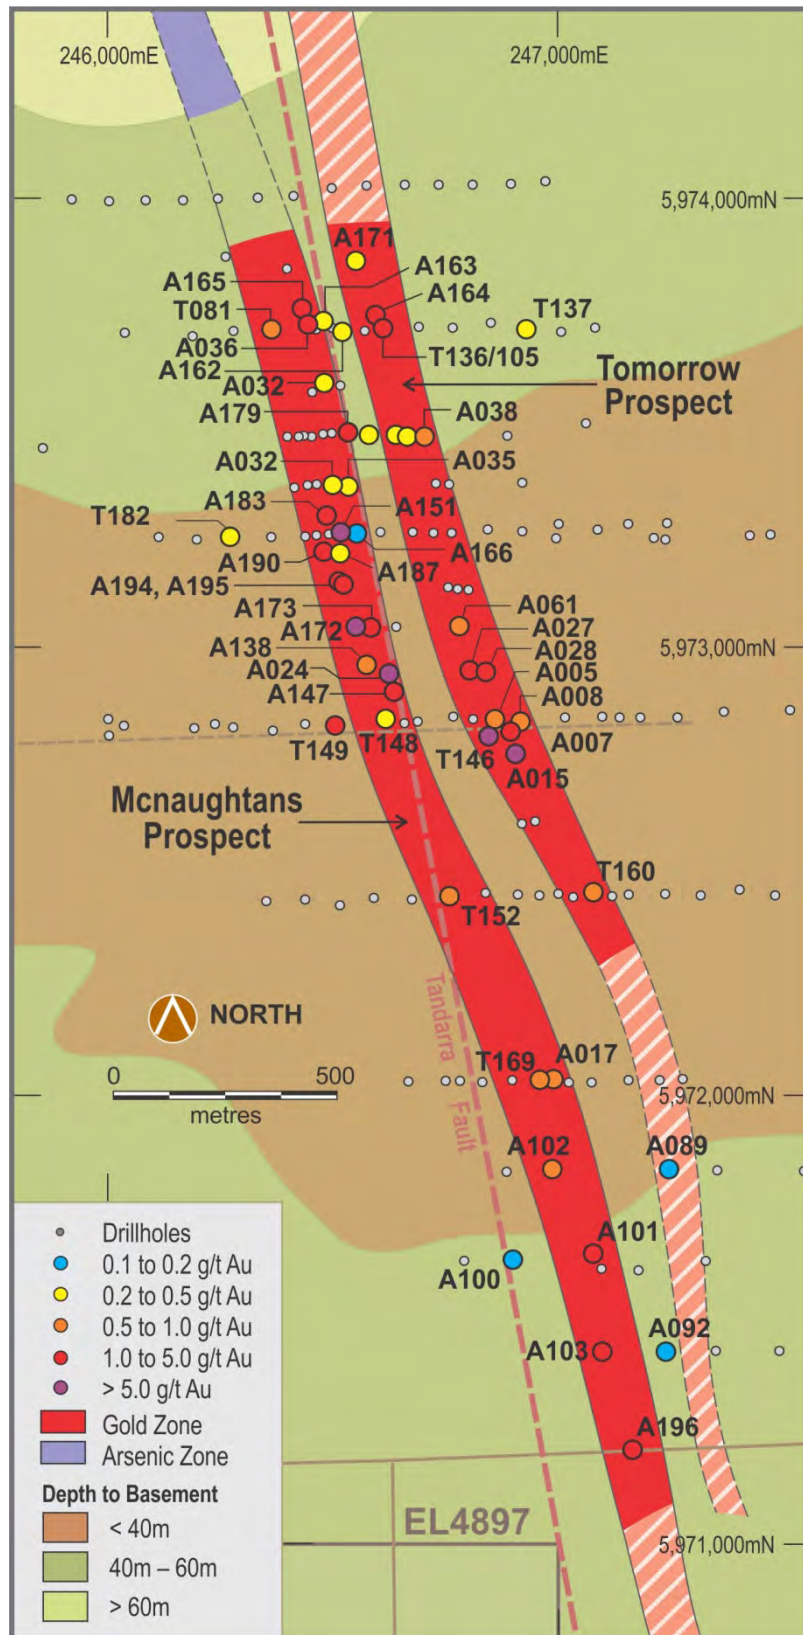 246,000mE
247,000mE
5,974,000mN
A171
A163
A165
A164
T081
T137
A036
T136/105
A162
Tomorrow
Prospect
A032
A179
A038
A032
A035
A183
A151
T182
A166
A190
A187
A194, A195
A173
A061
A172
A027
5,973,000mN
A138
A028
A024
A005
A147
A008
T149
T148
T146
A007
A015
Mcnaughtans
Prospect
T160
T152
Tandarra
Fault
NORTH
0 500
metres
T169
A017
5,972,000mN
A102
A089
A101
A100
A103
A092
A196
EL4897
5,971,000mN
Drillholes
0.1 to 0.2 g/t Au
0.2 to 0.5 g/t Au
0.5 to 1.0 g/t Au
1.0 to 5.0 g/t Au
> 5.0 g/t Au
Gold Zone
Arsenic Zone
Depth to Basement
< 40m
40m – 60m
> 60m